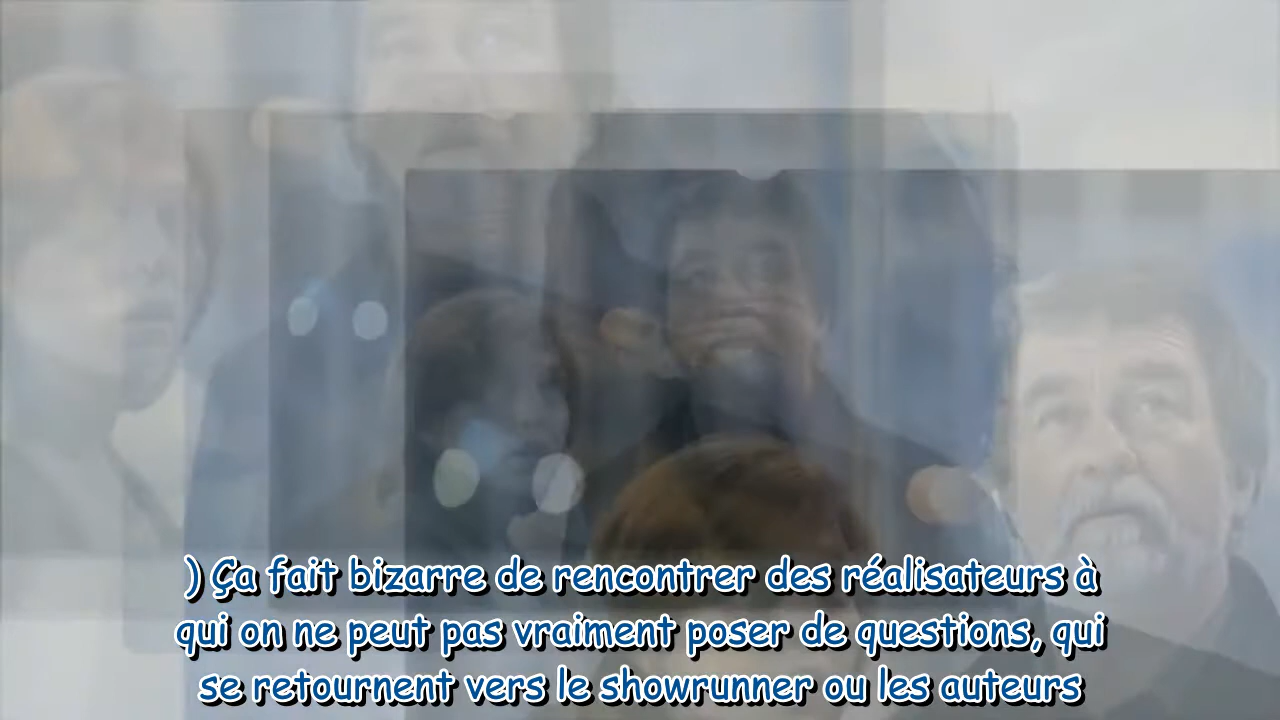 ) Ça fait bizarre de rencontrer des réalisateurs à
qui on ne peut pas vraiment poser de questions, qui
se retournent vers le showrunner ou les auteurs